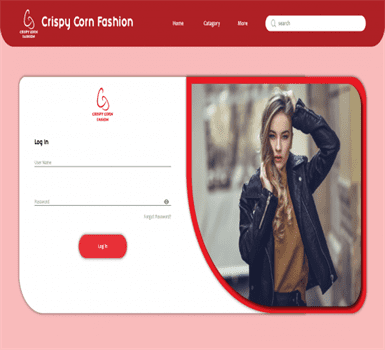 Crispy Corn Fashion
Home
Catagory
More
search
CRISPY CORN
FASHION
CRISPY CORN
FASHION
Log In
User Name
Password
Forgot Password?
Log In